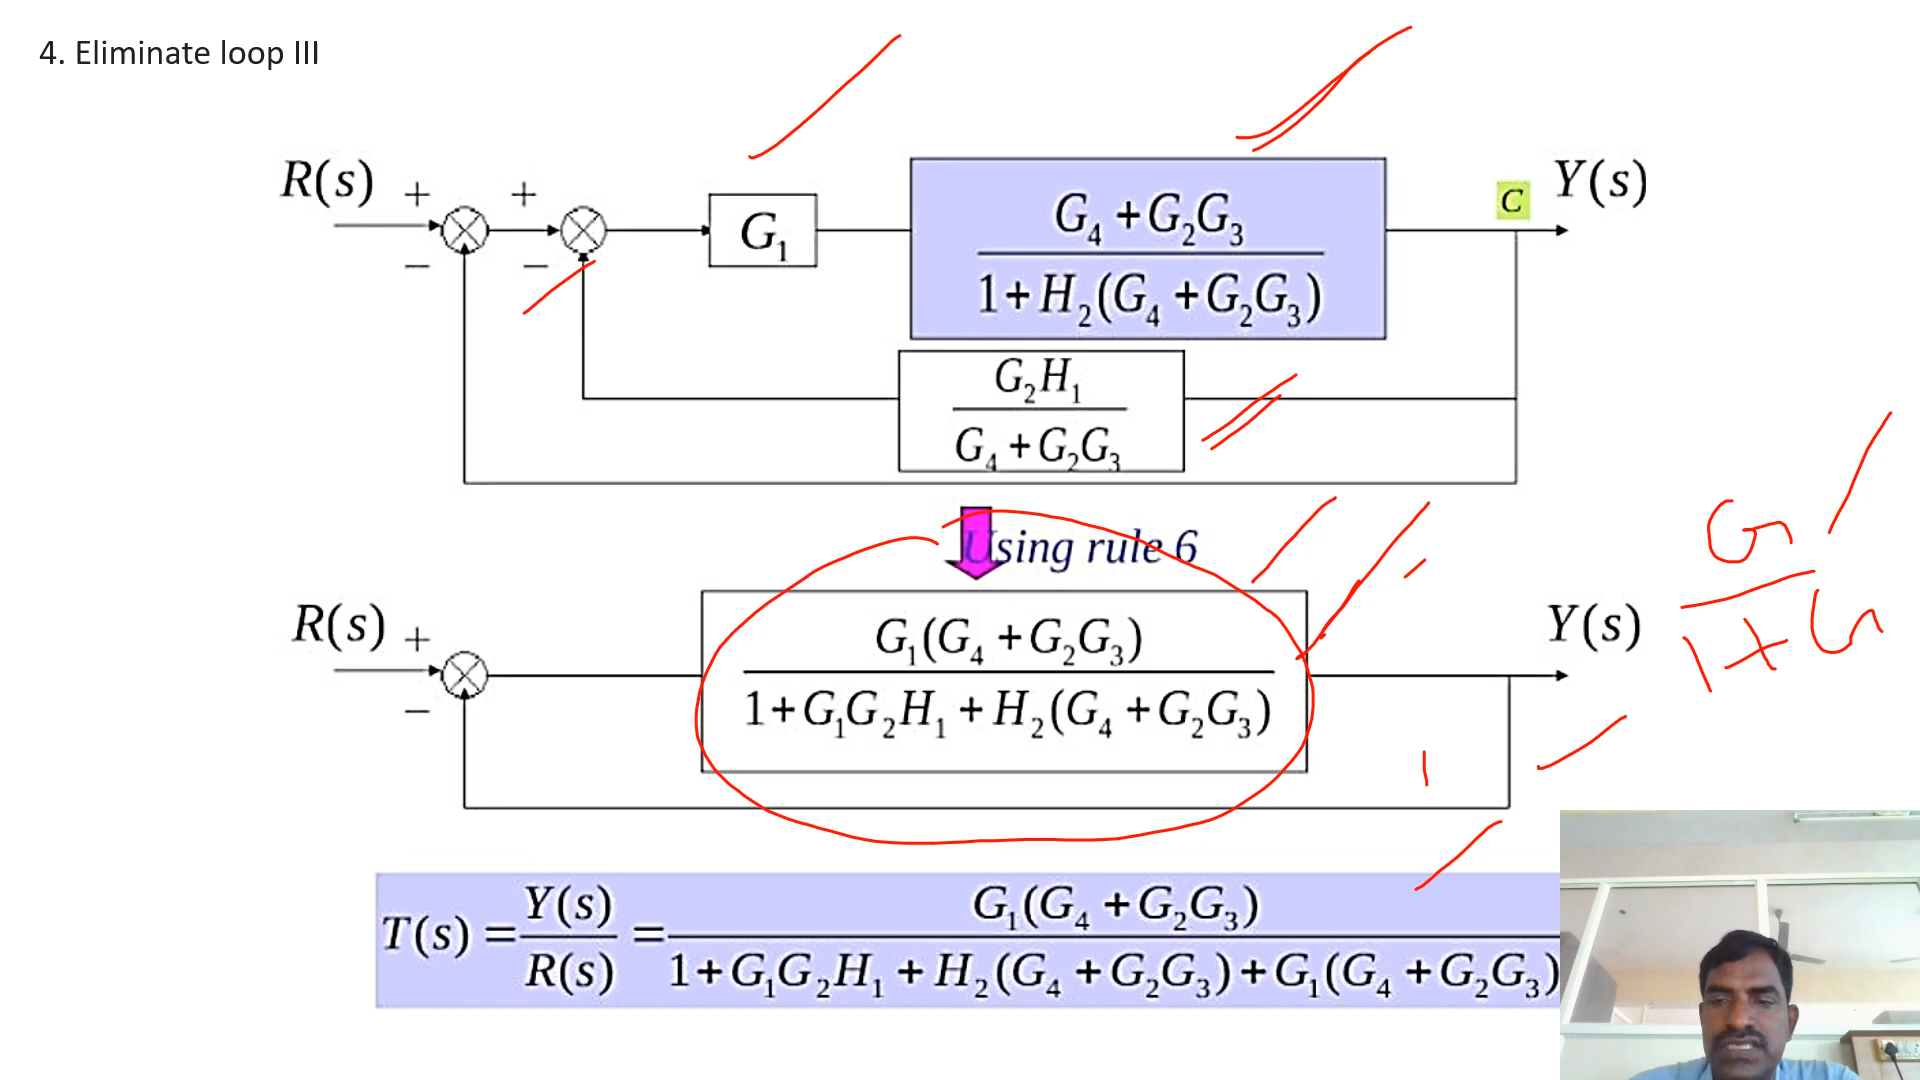 4. Eliminate loop III
R(s) + + G₁ G₄ + G₂G₃ C Y(s)
− − 1 + H₂(G₄ + G₂G₃)
G₂H₁
G₄ + G₂G₃
Using rule 6
G
1 + G
R(s) + G₁(G₄ + G₂G₃) Y(s)
− 1 + G₁G₂H₁ + H₂(G₄ + G₂G₃)
1
T(s) = Y(s) = G₁(G₄ + G₂G₃)
R(s) 1 + G₁G₂H₁ + H₂(G₄ + G₂G₃) + G₁(G₄ + G₂G₃)